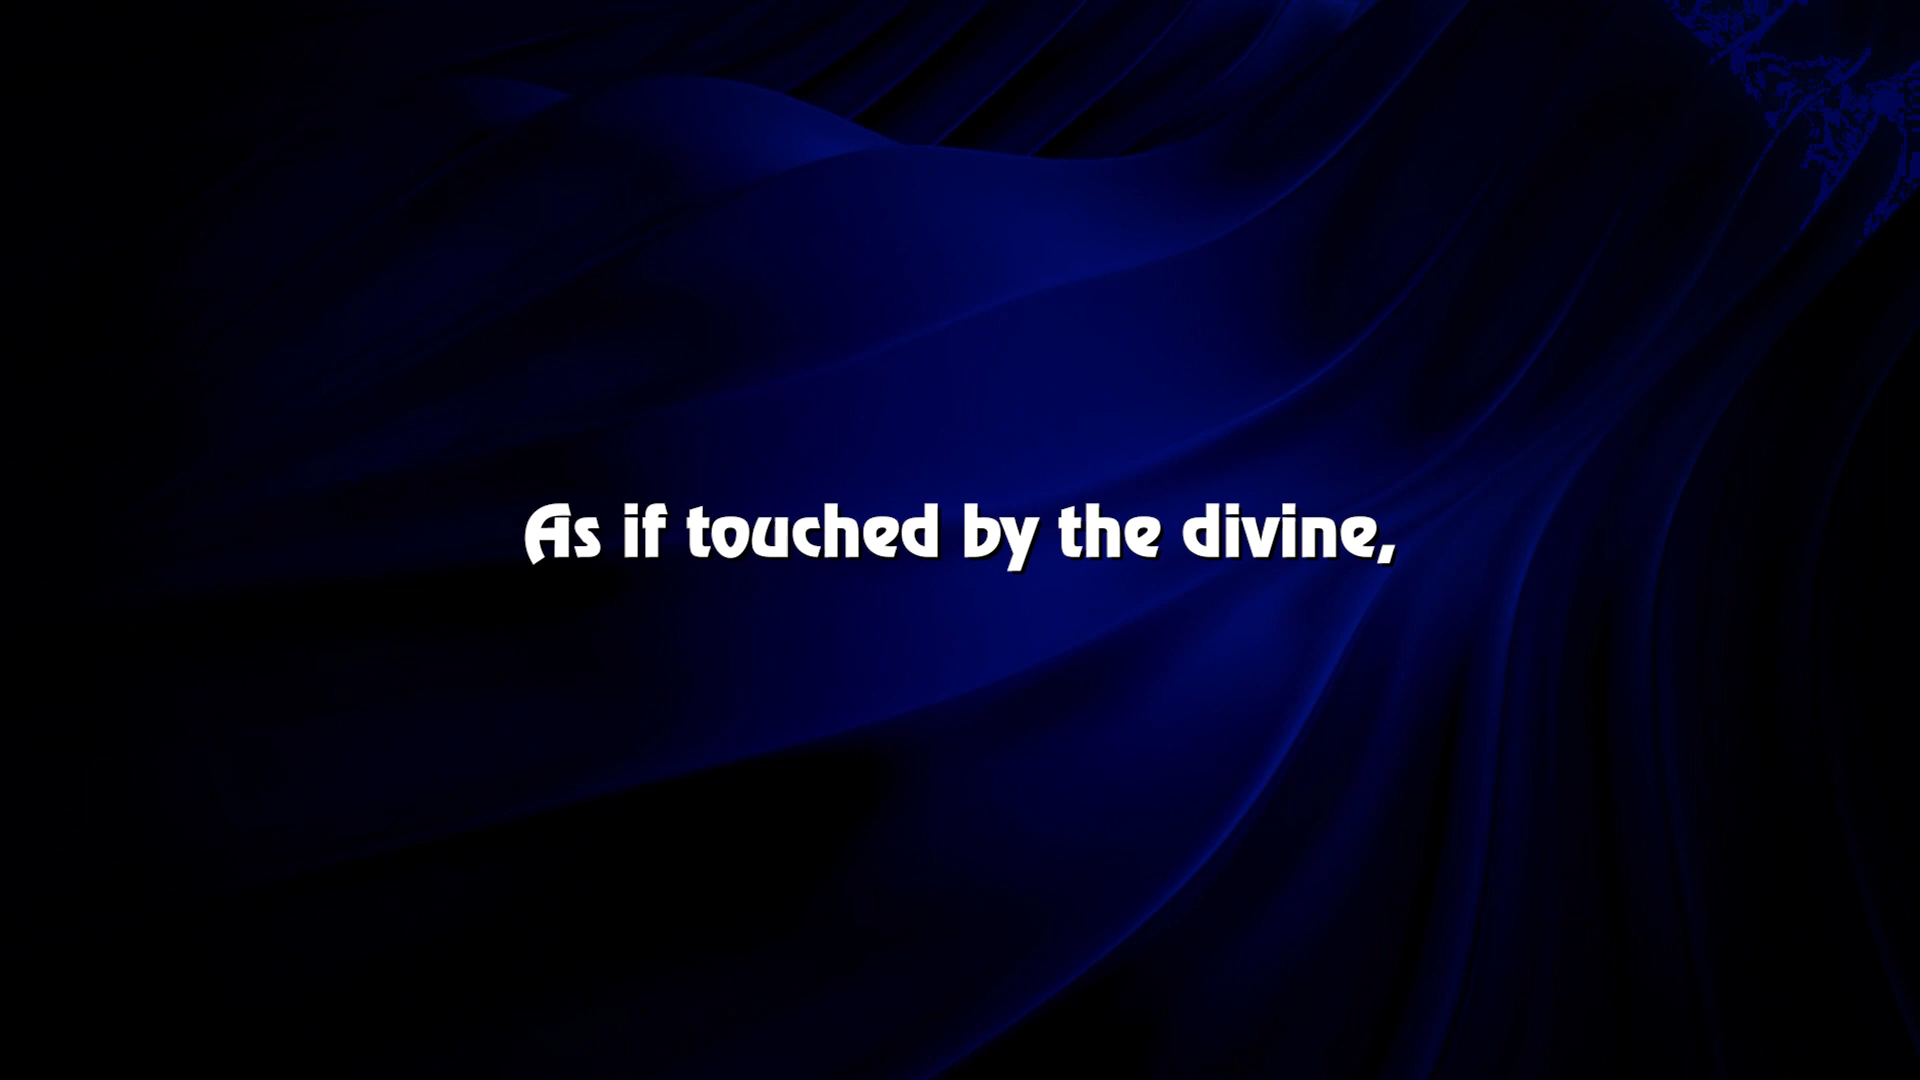 As if touched by the divine,